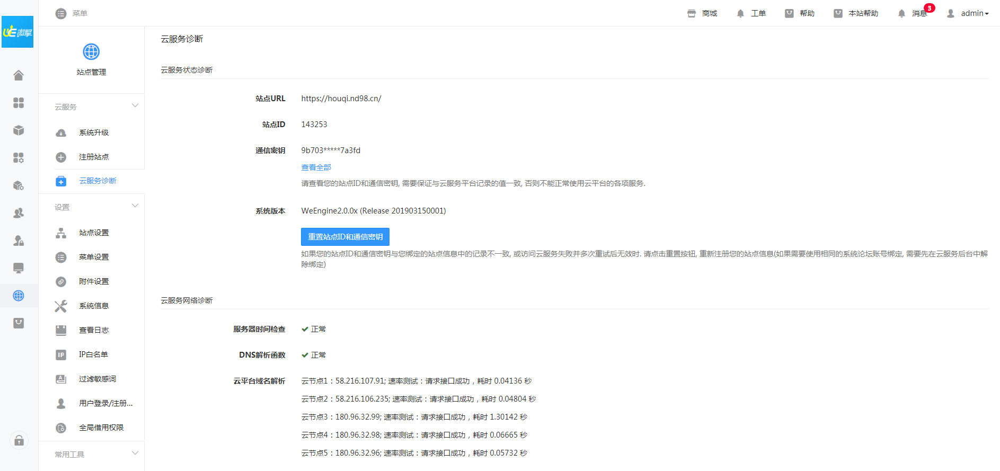 菜单
商城
工单
帮助
本站帮助
消息
3
admin
WE微擎
站点管理
云服务
系统升级
注册站点
云服务诊断
设置
站点设置
菜单设置
附件设置
系统信息
查看日志
IP
IP白名单
A
过滤敏感词
用户登录/注册...
全局借用权限
常用工具
云服务诊断
云服务状态诊断
站点URL https://houqi.nd98.cn/
站点ID 143253
通信密钥 9b703*****7a3fd
查看全部
请查看您的站点ID和通信密钥, 需要保证与云服务平台记录的值一致, 否则不能正常使用云平台的各项服务.
系统版本 WeEngine2.0.0x (Release 201903150001)
重置站点ID和通信密钥
如果您的站点ID和通信密钥与您绑定的站点信息中的记录不一致, 或访问云服务失败并多次重试后无效时. 请点击重置按钮, 重新注册您的站点信息(如果需要使用相同的系统论坛账号绑定, 需要先在云服务后台中解
除绑定)
云服务网络诊断
服务器时间检查 正常
DNS解析函数 正常
云平台域名解析 云节点1：58.216.107.91; 速率测试：请求接口成功，耗时 0.04136 秒
云节点2：58.216.106.235; 速率测试：请求接口成功，耗时 0.04804 秒
云节点3：180.96.32.99; 速率测试：请求接口成功，耗时 1.30142 秒
云节点4：180.96.32.98; 速率测试：请求接口成功，耗时 0.06665 秒
云节点5：180.96.32.96; 速率测试：请求接口成功，耗时 0.05732 秒